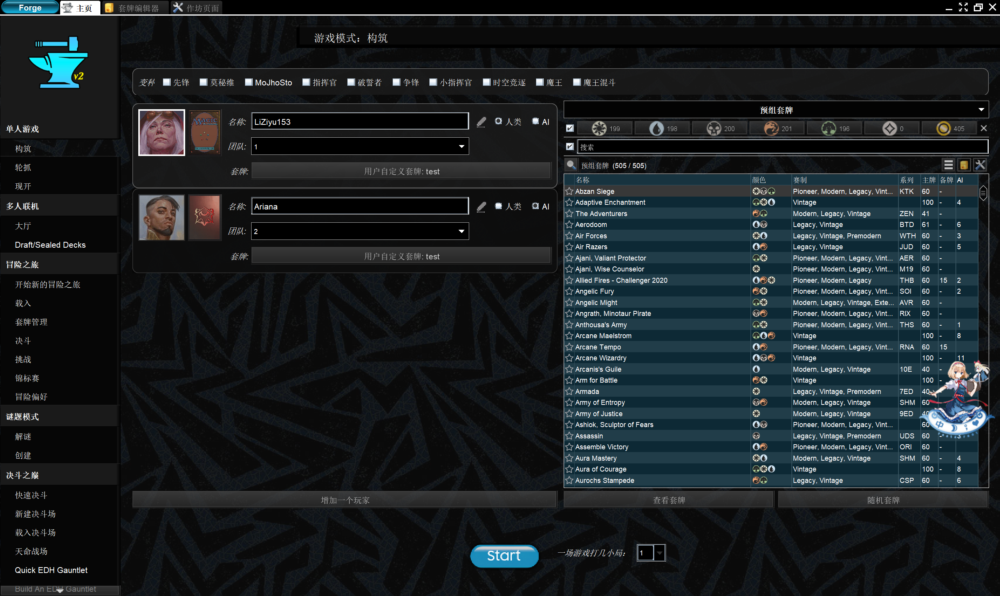 Forge 主页 套牌编辑器 作坊页面
v2
游戏模式：构筑
变种 先锋 莫秘维 MoJhoSto 指挥官 破誓者 争锋 小指挥官 时空竞逐 魔王 魔王混斗
单人游戏
构筑
轮抓
现开
多人联机
大厅
Draft/Sealed Decks
冒险之旅
开始新的冒险之旅
载入
套牌管理
决斗
挑战
锦标赛
冒险偏好
谜题模式
解谜
创建
决斗之巅
快速决斗
新建决斗场
载入决斗场
天命战场
Quick EDH Gauntlet
Build An EDH Gauntlet
MAGIC
名称: LiZiyu153 人类 AI
团队: 1
套牌: 用户自定义套牌: test
名称: Ariana 人类 AI
团队: 2
套牌: 用户自定义套牌: test
增加一个玩家
预组套牌
199 198 200 201 196 0 405
搜索
预组套牌 (505 / 505)
名称 颜色 赛制 系列 主牌 备牌 AI
Abzan Siege Pioneer, Modern, Legacy, Vint... KTK 60 -
Adaptive Enchantment Vintage 100 - 4
The Adventurers Modern, Legacy, Vintage ZEN 41 -
Aerodoom Legacy, Vintage BTD 61 - 6
Air Forces Legacy, Vintage, Premodern WTH 60 - 3
Air Razers Legacy, Vintage JUD 60 - 5
Ajani, Valiant Protector Pioneer, Modern, Legacy, Vint... AER 60 -
Ajani, Wise Counselor Pioneer, Modern, Legacy, Vint... M19 60 -
Allied Fires - Challenger 2020 Pioneer, Modern, Legacy THB 60 15 2
Angelic Fury Pioneer, Modern, Legacy, Vint... SOI 60 - 2
Angelic Might Modern, Legacy, Vintage, Exte... AVR 60 -
Angrath, Minotaur Pirate Pioneer, Modern, Legacy, Vint... RIX 60 -
Anthousa's Army Pioneer, Modern, Legacy, Vint... THS 60 - 1
Arcane Maelstrom Vintage 100 - 8
Arcane Tempo Pioneer, Modern, Legacy, Vint... RNA 60 15
Arcane Wizardry Vintage 100 - 11
Arcanis's Guile Modern, Legacy, Vintage 10E 40 -
Arm for Battle Vintage 100 -
Armada Legacy, Vintage, Premodern 7ED 40 -
Army of Entropy Modern, Legacy, Vintage SHM 60
Army of Justice Modern, Legacy, Vintage 9ED 40
Ashiok, Sculptor of Fears Pioneer, Modern, Legacy, Vint... 60
Assassin Legacy, Vintage, Premodern UDS 60 - 3
Assemble Victory Pioneer, Modern, Legacy, Vint... ORI 60 -
Aura Mastery Modern, Legacy, Vintage SHM 60 - 4
Aura of Courage Vintage 100 - 8
Aurochs Stampede Legacy, Vintage CSP 60 - 6
中
查看套牌 随机套牌
Start 一场游戏打几小局: 1